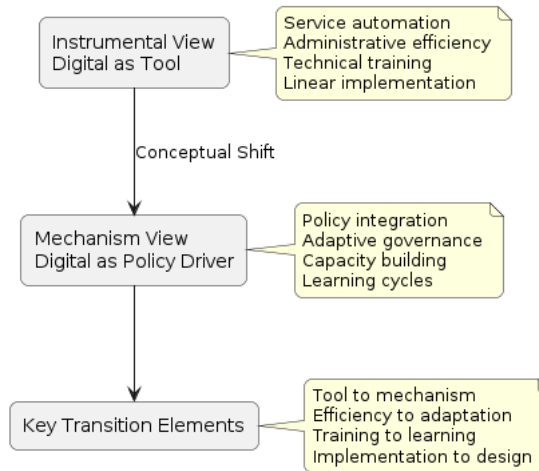 Instrumental View
Digital as Tool
Service automation
Administrative efficiency
Technical training
Linear implementation
Conceptual Shift
Mechanism View
Digital as Policy Driver
Policy integration
Adaptive governance
Capacity building
Learning cycles
Key Transition Elements
Tool to mechanism
Efficiency to adaptation
Training to learning
Implementation to design